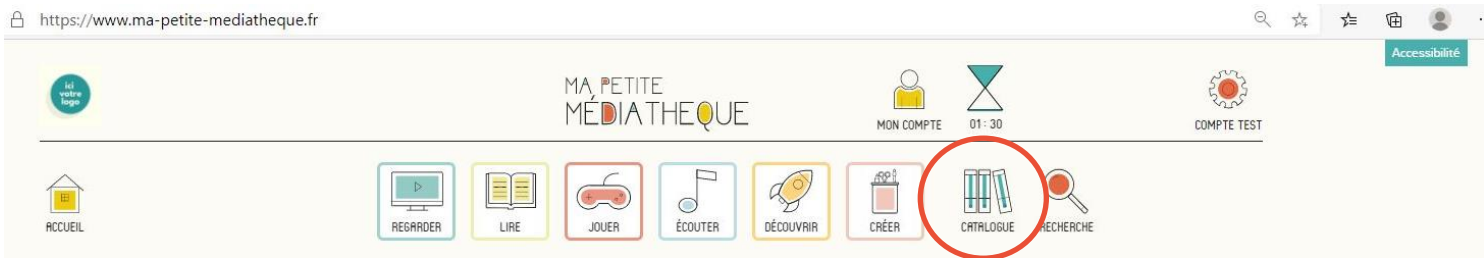 https://www.ma-petite-mediatheque.fr
Accessibilité
ici
votre
logo
MA PETITE
MÉDIATHEQUE
MON COMPTE
01:30
COMPTE TEST
ACCUEIL
REGARDER
LIRE
JOUER
ÉCOUTER
DÉCOUVRIR
CRÉER
CATALOGUE
RECHERCHE